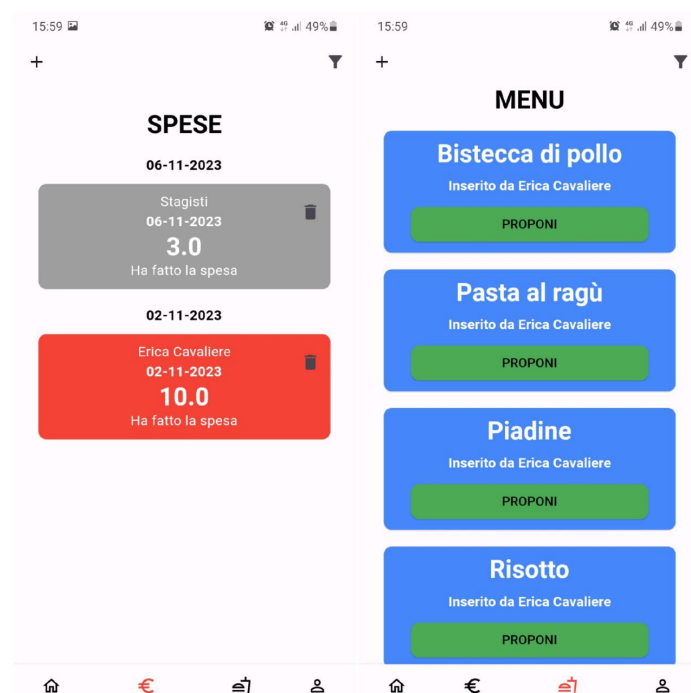 15:59
4G
49%
SPESE
06-11-2023
Stagisti
06-11-2023
3.0
Ha fatto la spesa
02-11-2023
Erica Cavaliere
02-11-2023
10.0
Ha fatto la spesa
€
15:59
4G
49%
MENU
Bistecca di pollo
Inserito da Erica Cavaliere
PROPONI
Pasta al ragù
Inserito da Erica Cavaliere
PROPONI
Piadine
Inserito da Erica Cavaliere
PROPONI
Risotto
Inserito da Erica Cavaliere
PROPONI
€